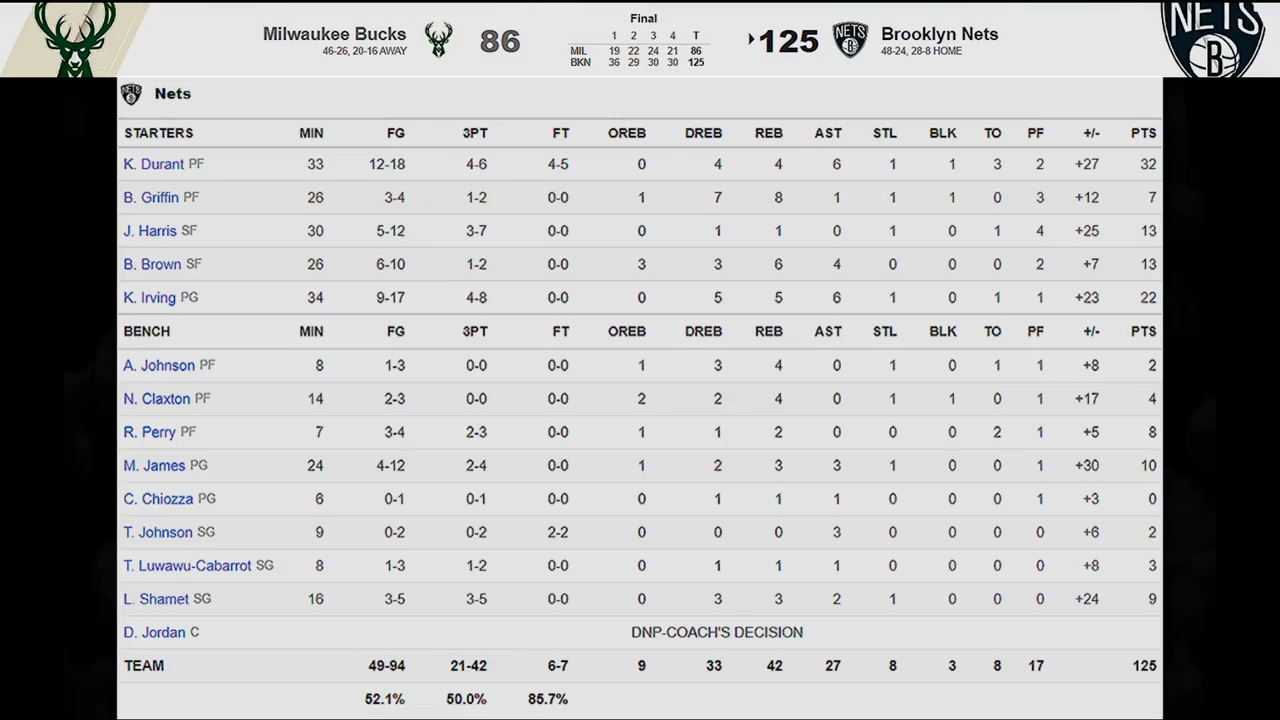 Final
Milwaukee Bucks 86 125 Brooklyn Nets
46-26, 20-16 AWAY 48-24, 28-8 HOME
1 2 3 4 T
MIL 19 22 24 21 86
BKN 36 29 30 30 125
NETS
B
Nets
STARTERS MIN FG 3PT FT OREB DREB REB AST STL BLK TO PF +/- PTS
K. Durant PF 33 12-18 4-6 4-5 0 4 4 6 1 1 3 2 +27 32
B. Griffin PF 26 3-4 1-2 0-0 1 7 8 1 1 1 0 3 +12 7
J. Harris SF 30 5-12 3-7 0-0 0 1 1 0 1 0 1 4 +25 13
B. Brown SF 26 6-10 1-2 0-0 3 3 6 4 0 0 0 2 +7 13
K. Irving PG 34 9-17 4-8 0-0 0 5 5 6 1 0 1 1 +23 22
BENCH MIN FG 3PT FT OREB DREB REB AST STL BLK TO PF +/- PTS
A. Johnson PF 8 1-3 0-0 0-0 1 3 4 0 1 0 1 1 +8 2
N. Claxton PF 14 2-3 0-0 0-0 2 2 4 0 1 1 0 1 +17 4
R. Perry PF 7 3-4 2-3 0-0 1 1 2 0 0 0 2 1 +5 8
M. James PG 24 4-12 2-4 0-0 1 2 3 3 1 0 0 1 +30 10
C. Chiozza PG 6 0-1 0-1 0-0 0 1 1 1 0 0 0 1 +3 0
T. Johnson SG 9 0-2 0-2 2-2 0 0 0 3 0 0 0 0 +6 2
T. Luwawu-Cabarrot SG 8 1-3 1-2 0-0 0 1 1 1 0 0 0 0 +8 3
L. Shamet SG 16 3-5 3-5 0-0 0 3 3 2 1 0 0 0 +24 9
D. Jordan C DNP-COACH'S DECISION
TEAM 49-94 21-42 6-7 9 33 42 27 8 3 8 17 125
52.1% 50.0% 85.7%